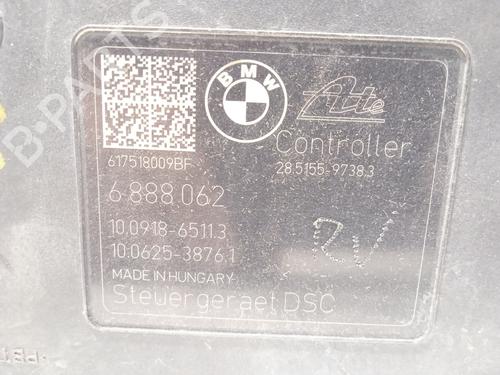 BMW
Ate
Controller
617518009BF
28.5155-9738.3
6 888 062
10.0918-6511.3
10.0625-3876.1
RV
MADE IN HUNGARY
Steuergeraet DSC
B-PARTS